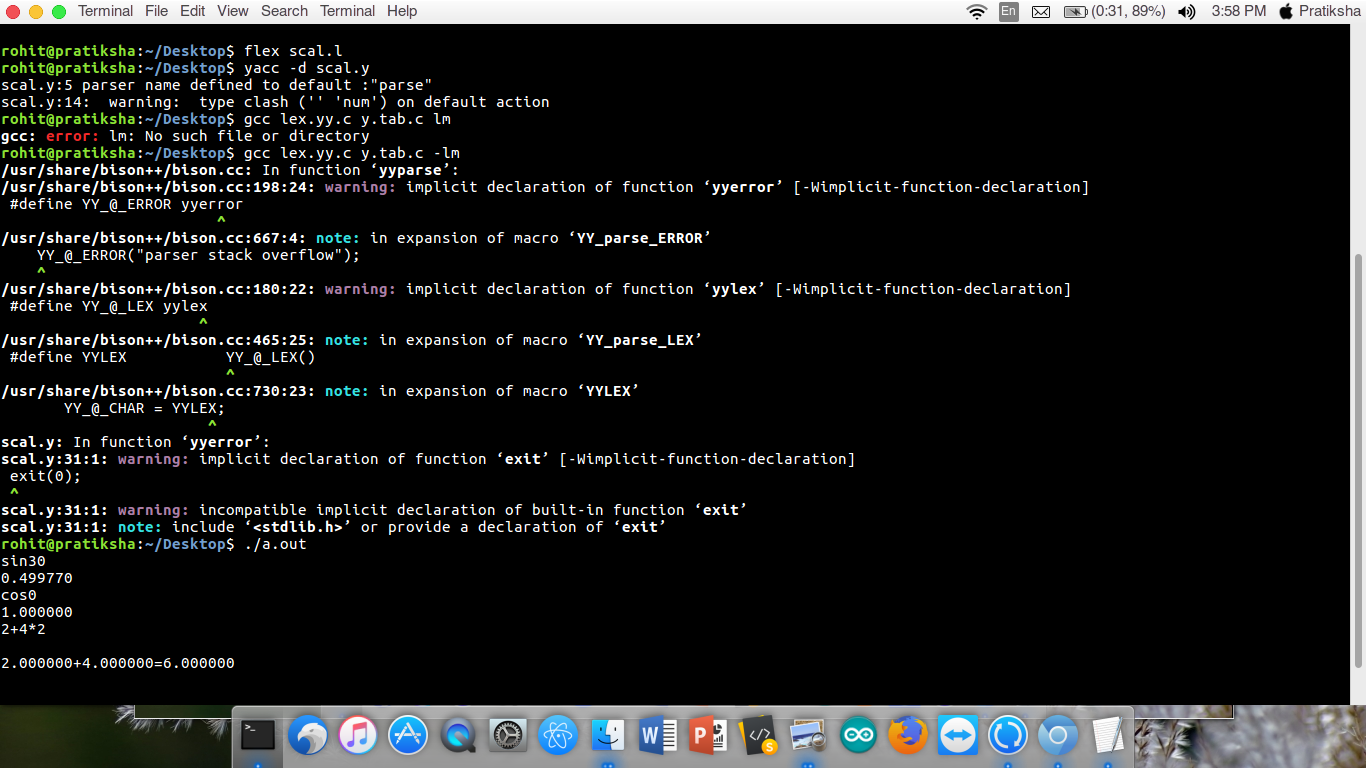 Terminal File Edit View Search Terminal Help En (0:31, 89%) 3:58 PM Pratiksha
rohit@pratiksha:~/Desktop$ flex scal.l
rohit@pratiksha:~/Desktop$ yacc -d scal.y
scal.y:5 parser name defined to default :"parse"
scal.y:14:  warning:  type clash ('' 'num') on default action
rohit@pratiksha:~/Desktop$ gcc lex.yy.c y.tab.c lm
gcc: error: lm: No such file or directory
rohit@pratiksha:~/Desktop$ gcc lex.yy.c y.tab.c -lm
/usr/share/bison++/bison.cc: In function ‘yyparse’:
/usr/share/bison++/bison.cc:198:24: warning: implicit declaration of function ‘yyerror’ [-Wimplicit-function-declaration]
 #define YY_@_ERROR yyerror
                        ^
/usr/share/bison++/bison.cc:667:4: note: in expansion of macro ‘YY_parse_ERROR’
    YY_@_ERROR("parser stack overflow");
    ^
/usr/share/bison++/bison.cc:180:22: warning: implicit declaration of function ‘yylex’ [-Wimplicit-function-declaration]
 #define YY_@_LEX yylex
                      ^
/usr/share/bison++/bison.cc:465:25: note: in expansion of macro ‘YY_parse_LEX’
 #define YYLEX           YY_@_LEX()
                         ^
/usr/share/bison++/bison.cc:730:23: note: in expansion of macro ‘YYLEX’
       YY_@_CHAR = YYLEX;
                       ^
scal.y: In function ‘yyerror’:
scal.y:31:1: warning: implicit declaration of function ‘exit’ [-Wimplicit-function-declaration]
 exit(0);
 ^
scal.y:31:1: warning: incompatible implicit declaration of built-in function ‘exit’
scal.y:31:1: note: include ‘<stdlib.h>’ or provide a declaration of ‘exit’
rohit@pratiksha:~/Desktop$ ./a.out
sin30
0.499770
cos0
1.000000
2+4*2
2.000000+4.000000=6.000000
>_ W P </> S